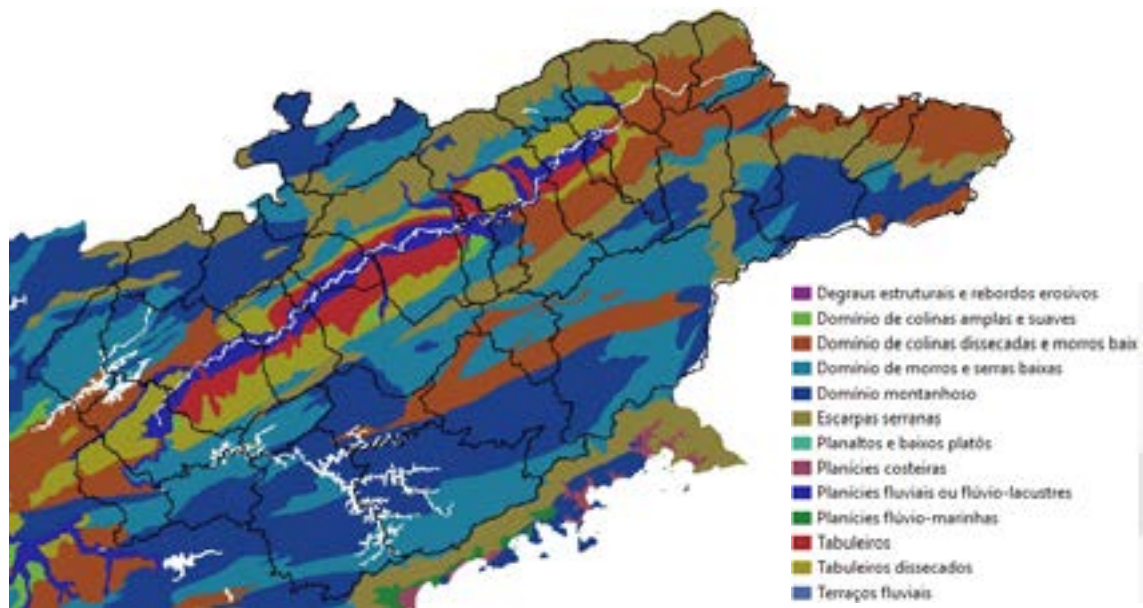 Degraus estruturais e rebordos erosivos
Domínio de colinas amplas e suaves
Domínio de colinas dissecadas e morros baix
Domínio de morros e serras baixas
Domínio montanhoso
Escarpas serranas
Planaltos e baixos platôs
Planícies costeiras
Planícies fluviais ou flúvio-lacustres
Planícies flúvio-marinhas
Tabuleiros
Tabuleiros dissecados
Terraços fluviais